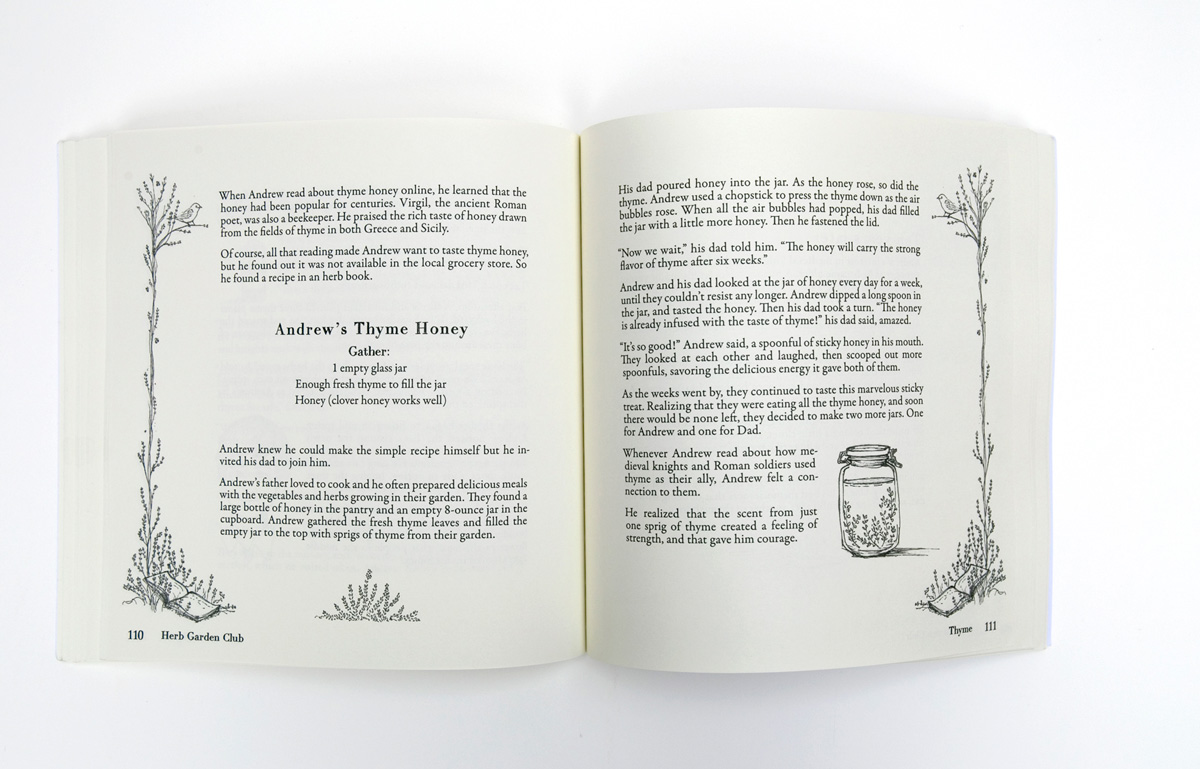 When Andrew read about thyme honey online, he learned that the
honey had been popular for centuries. Virgil, the ancient Roman
poet, was also a beekeeper. He praised the rich taste of honey drawn
from the fields of thyme in both Greece and Sicily.
Of course, all that reading made Andrew want to taste thyme honey,
but he found out it was not available in the local grocery store. So
he found a recipe in an herb book.
Andrew's Thyme Honey
Gather:
1 empty glass jar
Enough fresh thyme to fill the jar
Honey (clover honey works well)
Andrew knew he could make the simple recipe himself but he in-
vited his dad to join him.
Andrew's father loved to cook and he often prepared delicious meals
with the vegetables and herbs growing in their garden. They found a
large bottle of honey in the pantry and an empty 8-ounce jar in the
cupboard. Andrew gathered the fresh thyme leaves and filled the
empty jar to the top with sprigs of thyme from their garden.
110 Herb Garden Club
His dad poured honey into the jar. As the honey rose, so did the
thyme. Andrew used a chopstick to press the thyme down as the air
bubbles rose. When all the air bubbles had popped, his dad filled
the jar with a little more honey. Then he fastened the lid.
"Now we wait," his dad told him. "The honey will carry the strong
flavor of thyme after six weeks."
Andrew and his dad looked at the jar of honey every day for a week,
until they couldn't resist any longer. Andrew dipped a long spoon in
the jar, and tasted the honey. Then his dad took a turn. "The honey
is already infused with the taste of thyme!" his dad said, amazed.
"It's so good!" Andrew said, a spoonful of sticky honey in his mouth.
They looked at each other and laughed, then scooped out more
spoonfuls, savoring the delicious energy it gave both of them.
As the weeks went by, they continued to taste this marvelous sticky
treat. Realizing that they were eating all the thyme honey, and soon
there would be none left, they decided to make two more jars. One
for Andrew and one for Dad.
Whenever Andrew read about how me-
dieval knights and Roman soldiers used
thyme as their ally, Andrew felt a con-
nection to them.
He realized that the scent from just
one sprig of thyme created a feeling of
strength, and that gave him courage.
Thyme 111